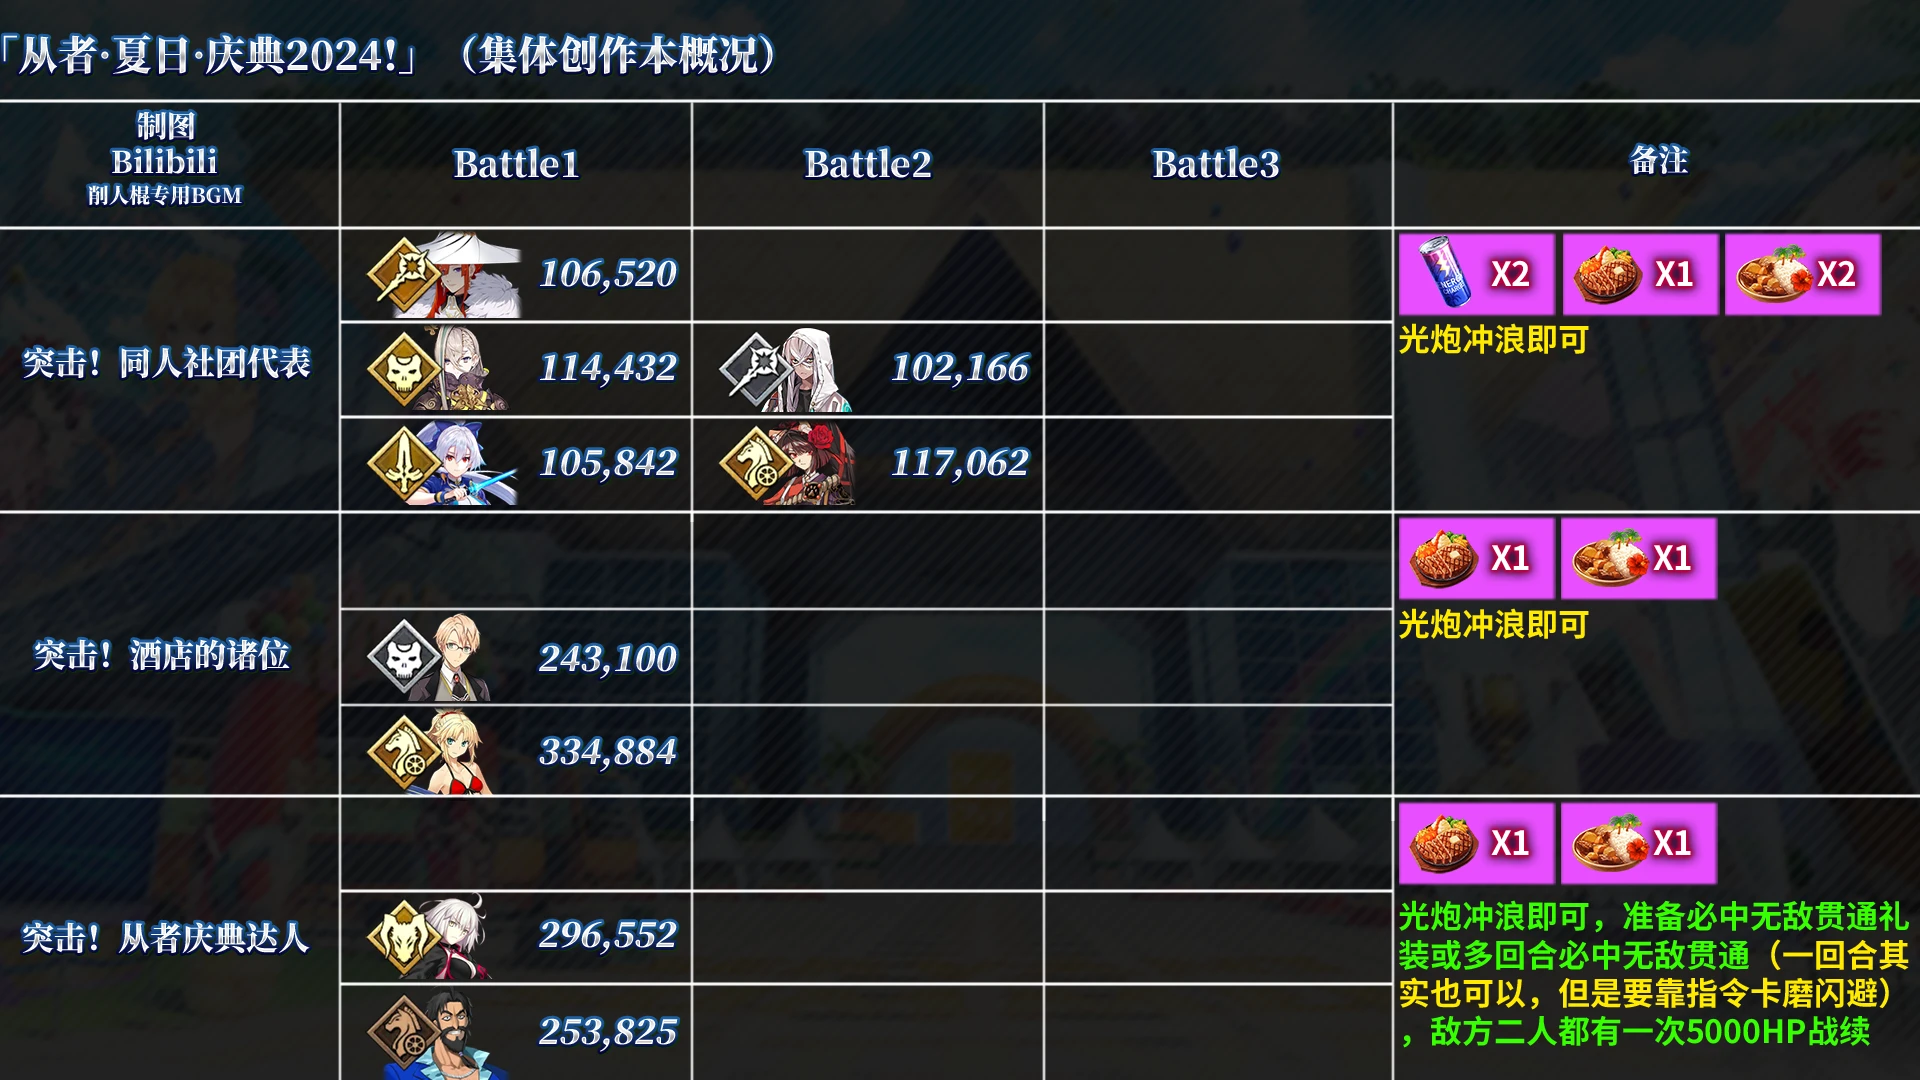 「从者·夏日·庆典2024!」（集体创作本概况）
制图
Bilibili
削人棍专用BGM
Battle1
Battle2
Battle3
备注
突击！同人社团代表
106,520
114,432
102,166
105,842
117,062
X2
X1
X2
光炮冲浪即可
突击！酒店的诸位
243,100
334,884
X1
X1
光炮冲浪即可
突击！从者庆典达人
296,552
253,825
X1
X1
光炮冲浪即可，准备必中无敌贯通礼
装或多回合必中无敌贯通（一回合其
实也可以，但是要靠指令卡磨闪避）
，敌方二人都有一次5000HP战续